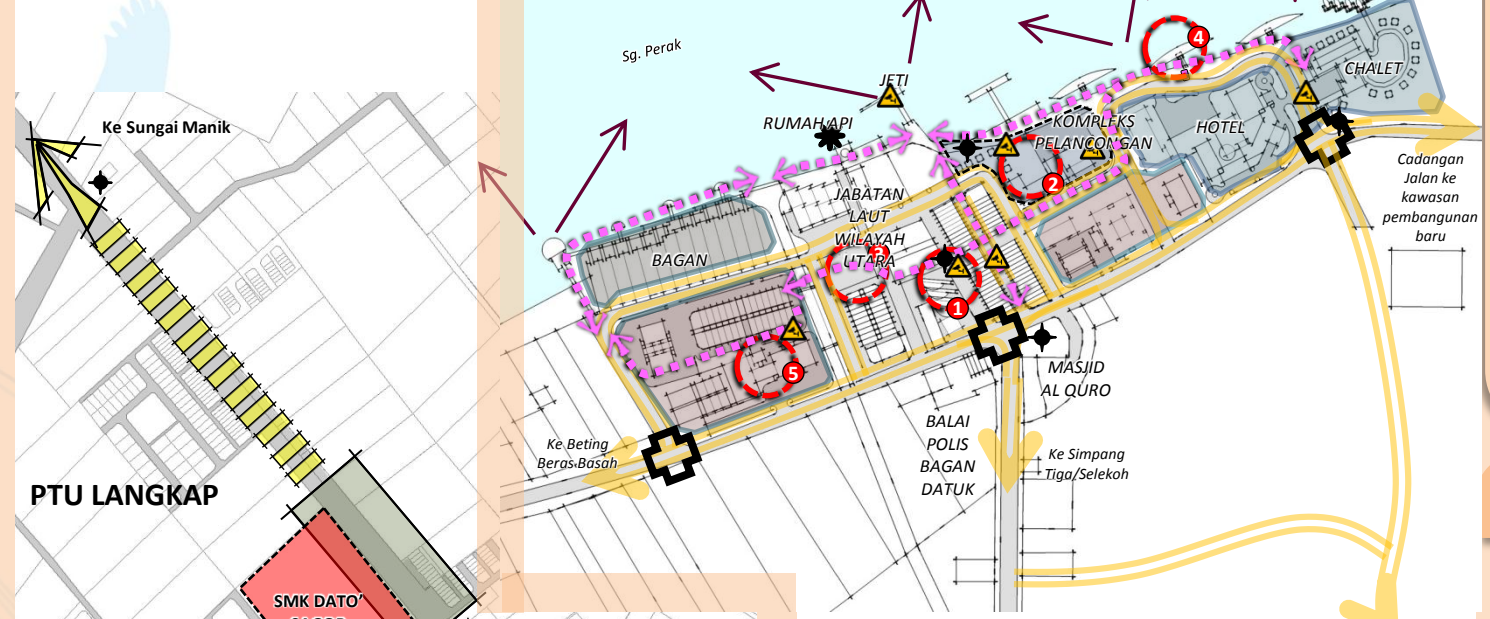 Ke Sungai Manik
PTU LANGKAP
SMK DATO'
Sg. Perak
4
JETI
CHALET
RUMAH API
KOMPLEKS
PELANCONGAN
HOTEL
2
Cadangan
Jalan ke
kawasan
pembangunan
baru
JABATAN
LAUT
WILAYAH
UTARA
3
BAGAN
1
5
MASJID
AL QURO
BALAI
POLIS
BAGAN
DATUK
Ke Beting
Beras Basah
Ke Simpang
Tiga/Selekoh